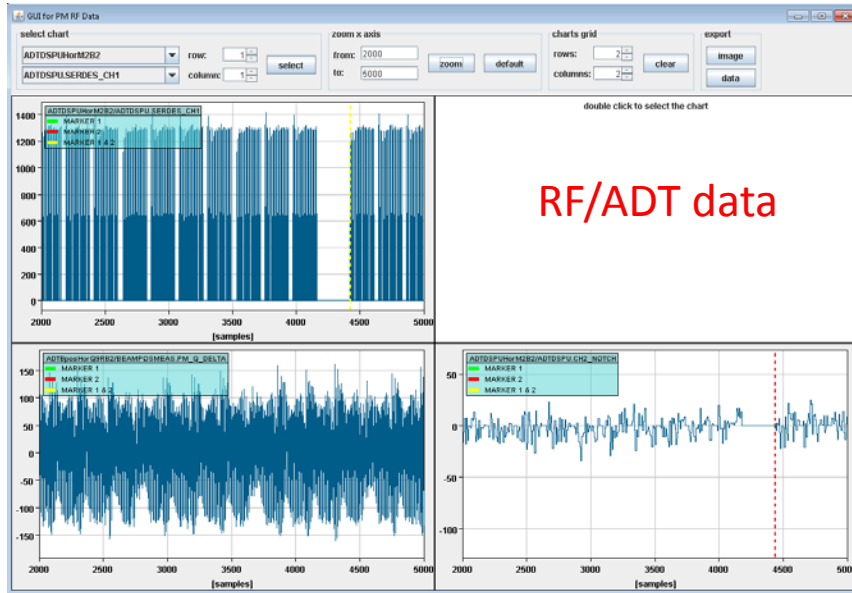 GUI for PM RF Data
select chart
zoom x axis
charts grid
export
ADTDSPUHorM2B2
row: 1
from: 2000
rows: 2
image
ADTDSPU.SERDES_CH1
column: 1
select
to: 5000
zoom
default
columns: 2
clear
data
ADTDSPUHorM2B2/ADTDSPU.SERDES_CH1
MARKER 1
MARKER 2
MARKER 1 & 2
1400
1200
1000
800
600
400
200
0
2000 2500 3000 3500 4000 4500 5000
[samples]
double click to select the chart
RF/ADT data
ADTBposHorQ9RB2/BEAMPOSMEAS.PM_Q_DELTA
MARKER 1
MARKER 2
MARKER 1 & 2
150
100
50
0
-50
-100
-150
2000 2500 3000 3500 4000 4500 5000
[samples]
ADTDSPUHorM2B2/ADTDSPU.CH2_NOTCH
MARKER 1
MARKER 2
MARKER 1 & 2
50
0
-50
-100
2000 2500 3000 3500 4000 4500 500
[samples]